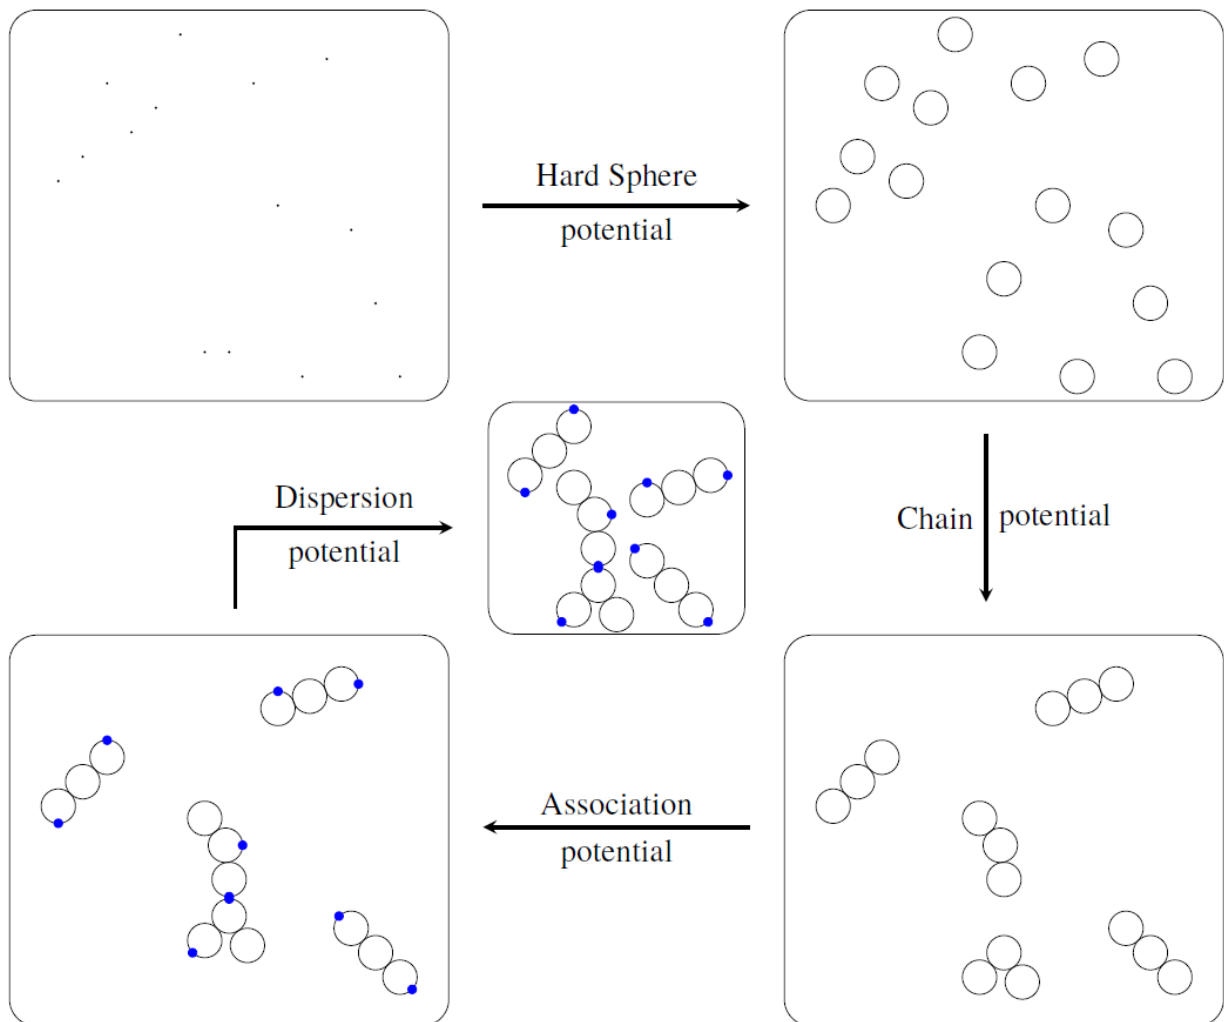 Hard Sphere
potential
Dispersion
potential
Chain potential
Association
potential